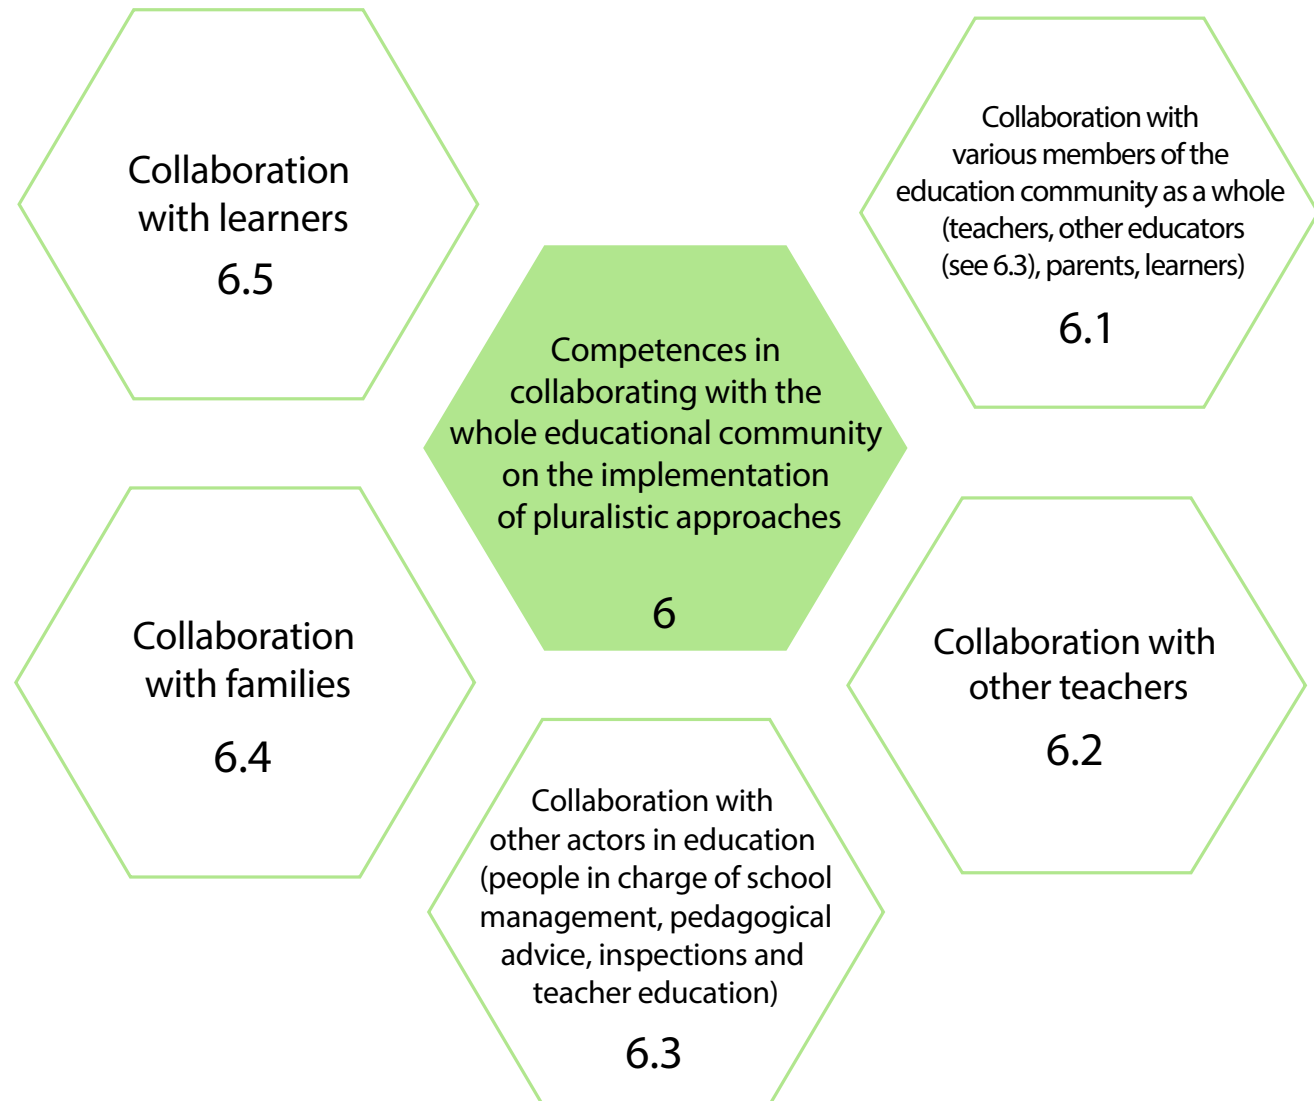 Collaboration
with learners
6.5
Collaboration with
various members of the
education community as a whole
(teachers, other educators
(see 6.3), parents, learners)
6.1
Competences in
collaborating with the
whole educational community
on the implementation
of pluralistic approaches
6
Collaboration
with families
6.4
Collaboration with
other teachers
6.2
Collaboration with
other actors in education
(people in charge of school
management, pedagogical
advice, inspections and
teacher education)
6.3